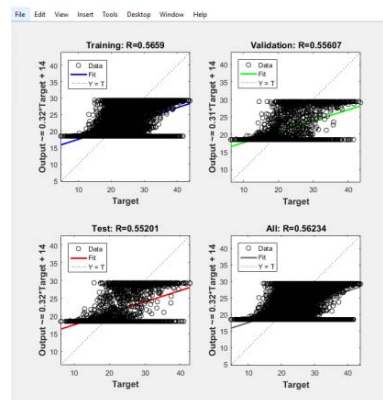 File Edit View Insert Tools Desktop Window Help
Training: R=0.5659
Output ~= 0.32*Target + 14
40
35
30
25
20
15
10
5
Data
Fit
Y = T
10 20 30 40
Target
Validation: R=0.55607
Output ~= 0.31*Target + 14
40
35
30
25
20
15
10
Data
Fit
Y = T
10 20 30 40
Target
Test: R=0.55201
Output ~= 0.32*Target + 14
40
35
30
25
20
15
10
Data
Fit
Y = T
10 20 30 40
Target
All: R=0.56234
Output ~= 0.32*Target + 14
40
35
30
25
20
15
10
5
Data
Fit
Y = T
10 20 30 40
Target